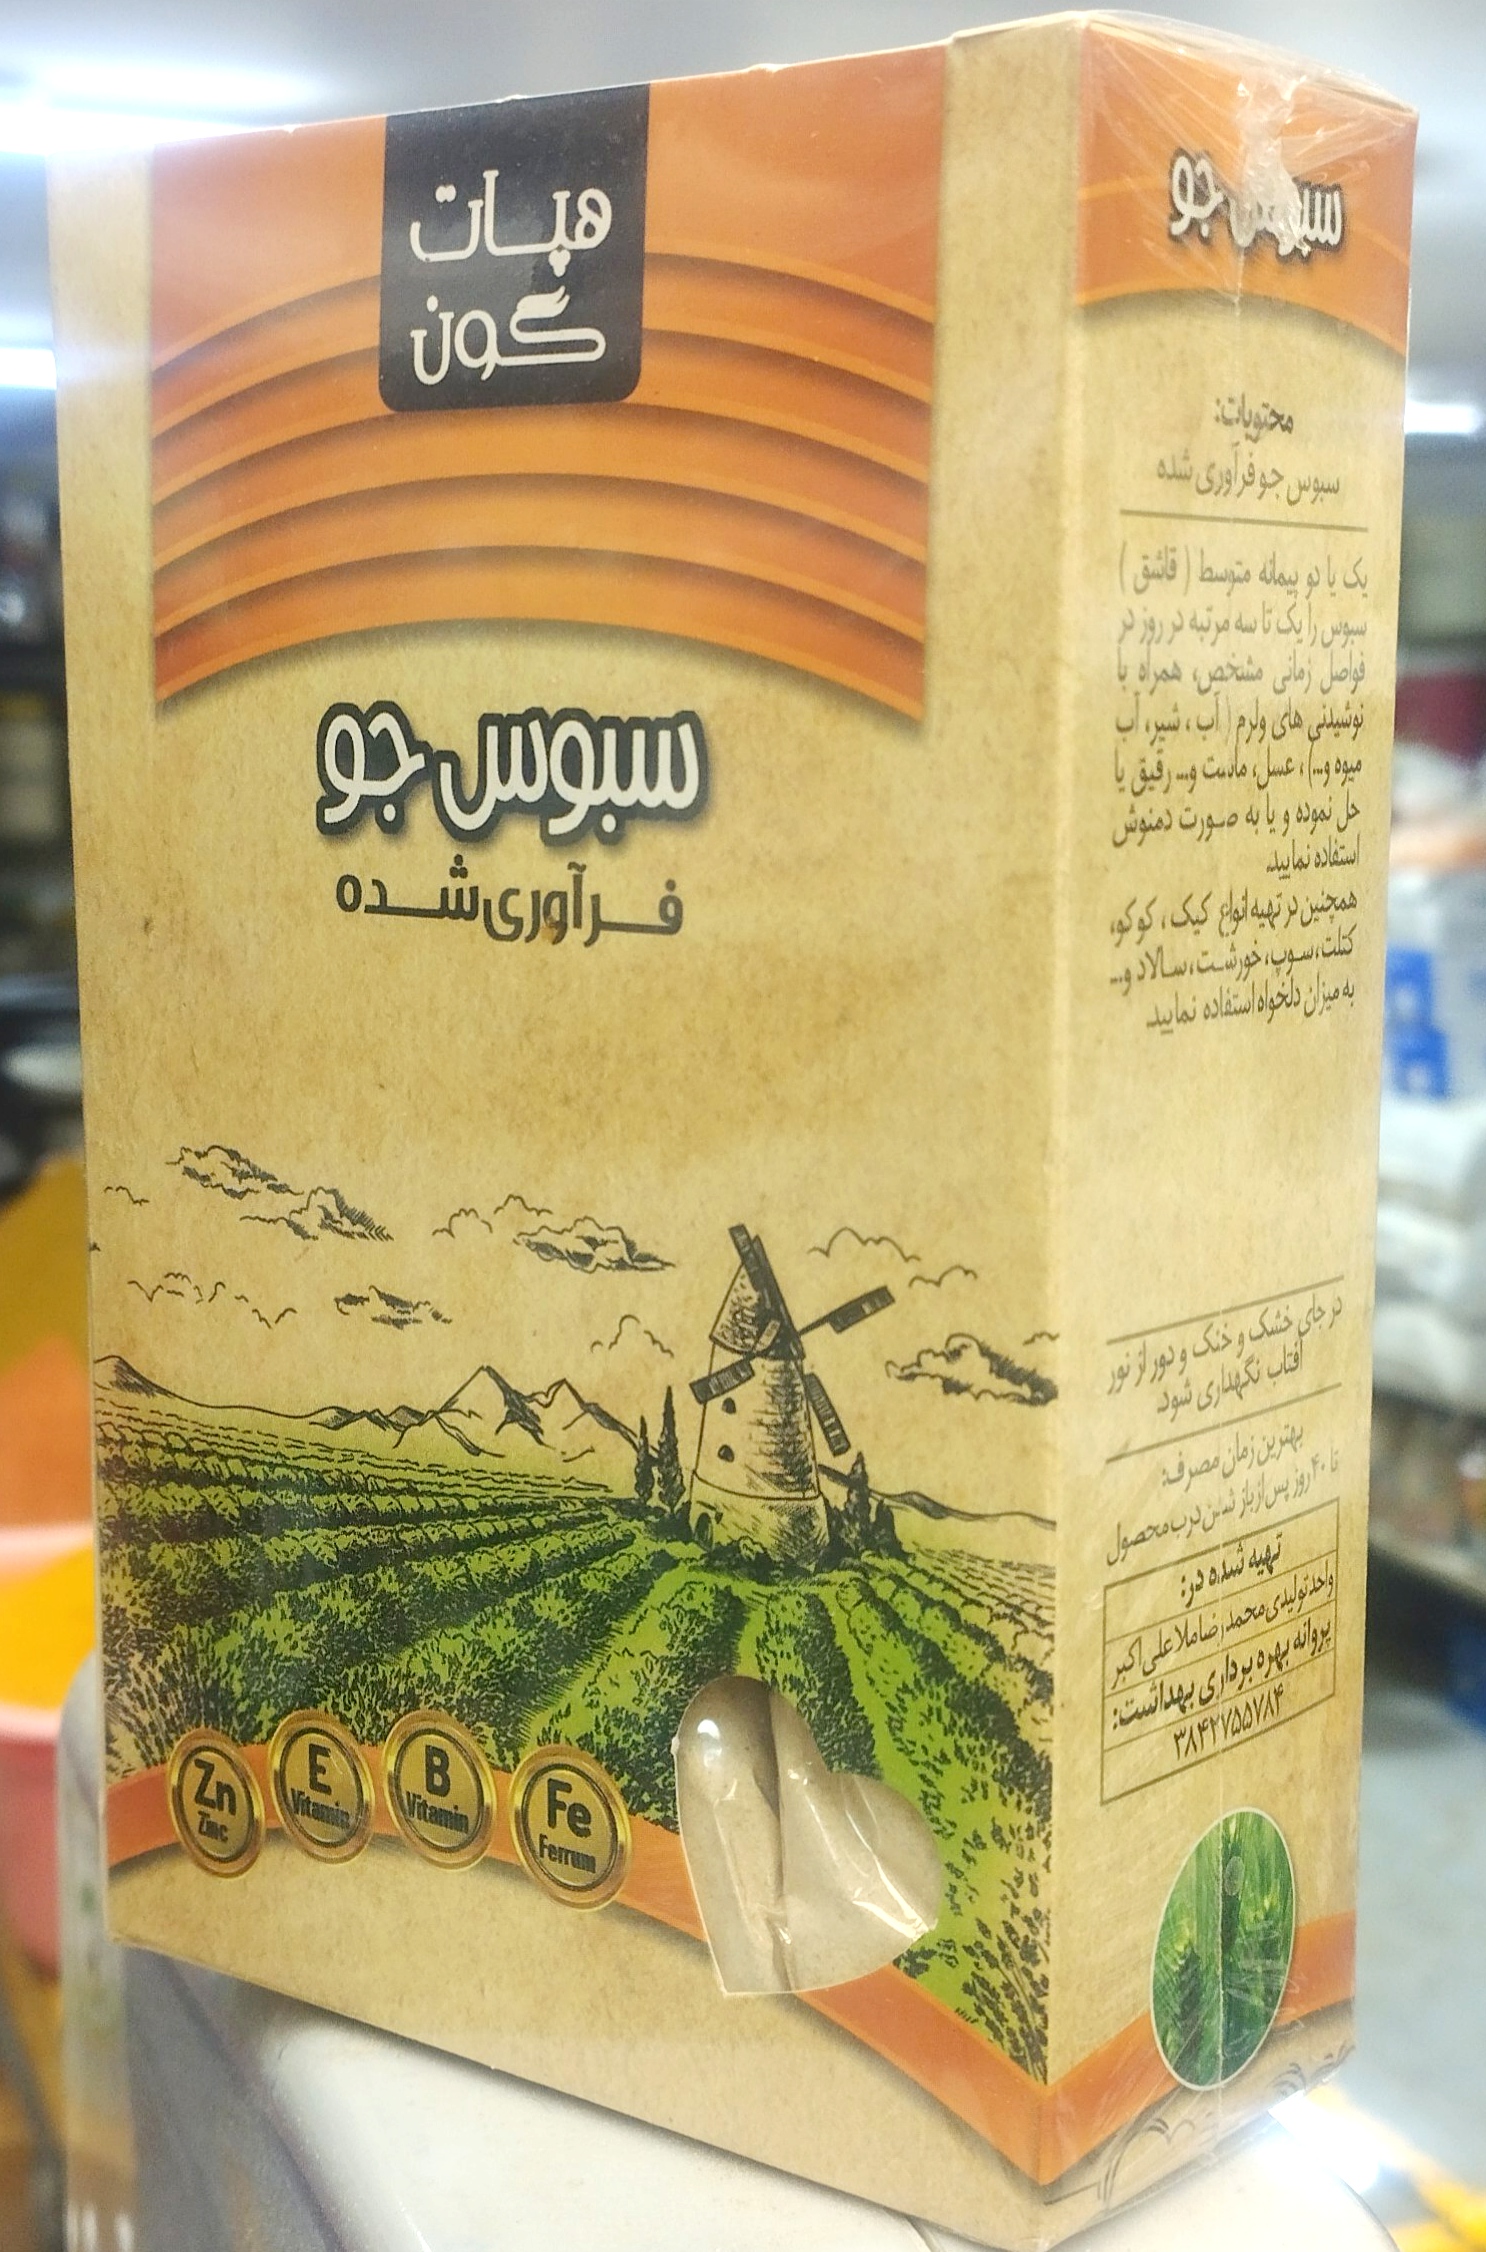 هپات
گون
سبوس جو
فرآوری شده
Zn
Zinc
E
Vitamin
B
Vitamin
Fe
Ferrum
سبوس جو
محتویات:
سبوس جو فرآوری شده
یک یا دو پیمانه متوسط ( قاشق )
سبوس را یک تا سه مرتبه در روز در
فواصل زمانی مشخص، همراه با
نوشیدنی های ولرم ( آب ، شیر، آب
میوه و...) ، عسل، ماست و... رقیق یا
حل نموده و یا به صورت دمنوش
استفاده نمایید.
همچنین در تهیه انواع کیک ، کوکو،
کتلت، سوپ، خورشت، سالاد و...
به میزان دلخواه استفاده نمایید.
در جای خشک و خنک و دور از نور
آفتاب نگهداری شود
بهترین زمان مصرف:
تا ۴۰ روز پس از باز شدن درب محصول
تهیه شده در:
واحد تولیدی محمدرضا ملاعلی اکبر
پروانه بهره برداری بهداشت:
۳۸۴۲۷۵۵۷۸۴